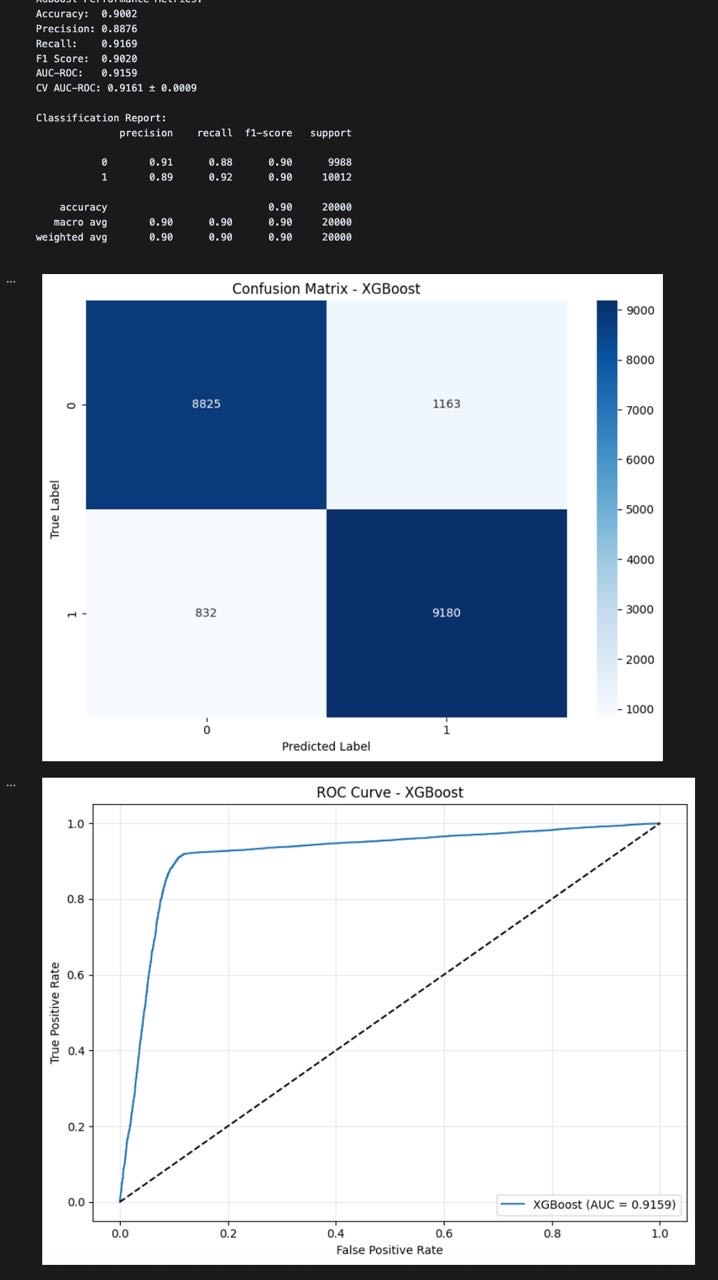 XGBoost Performance Metrics:
Accuracy: 0.9002
Precision: 0.8876
Recall: 0.9169
F1 Score: 0.9020
AUC-ROC: 0.9159
CV AUC-ROC: 0.9161 ± 0.0009
Classification Report:
precision recall f1-score support
0 0.91 0.88 0.90 9988
1 0.89 0.92 0.90 10012
accuracy 0.90 20000
macro avg 0.90 0.90 0.90 20000
weighted avg 0.90 0.90 0.90 20000
...
Confusion Matrix - XGBoost
9000
8000
7000
6000
5000
4000
3000
2000
1000
True Label
0
1
8825 1163
832 9180
0 1
Predicted Label
...
ROC Curve - XGBoost
True Positive Rate
1.0
0.8
0.6
0.4
0.2
0.0
XGBoost (AUC = 0.9159)
0.0 0.2 0.4 0.6 0.8 1.0
False Positive Rate